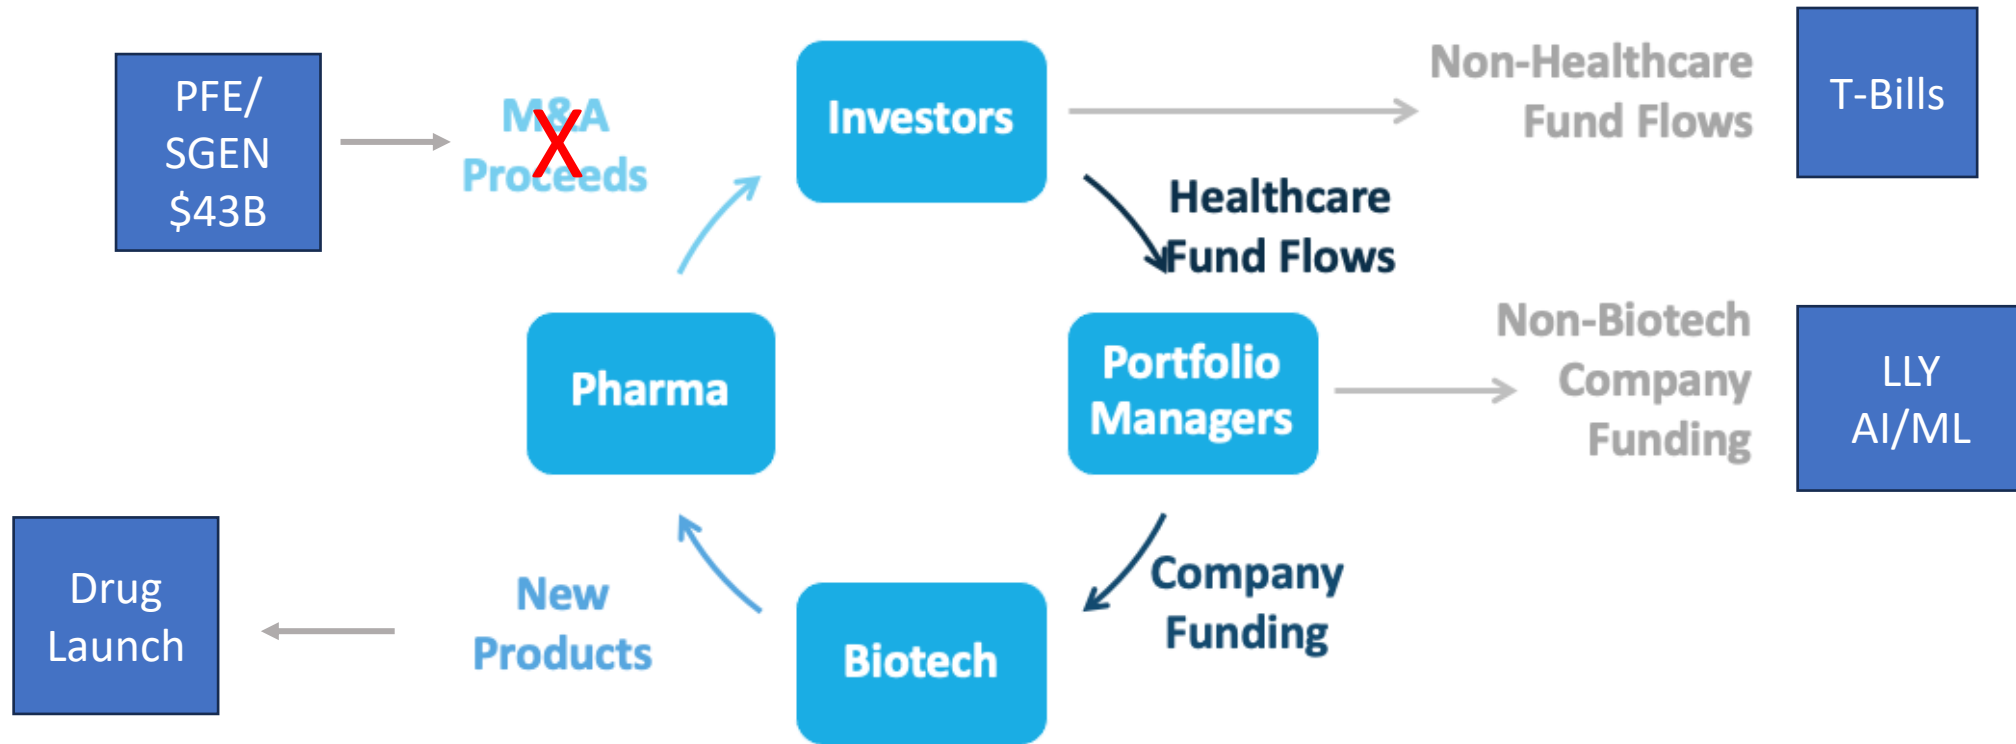 PFE/
SGEN
$43B
M&A
Proceeds
X
Investors
Non-Healthcare
Fund Flows
T-Bills
Healthcare
Fund Flows
Pharma
Portfolio
Managers
Non-Biotech
Company
Funding
LLY
AI/ML
Drug
Launch
New
Products
Biotech
Company
Funding